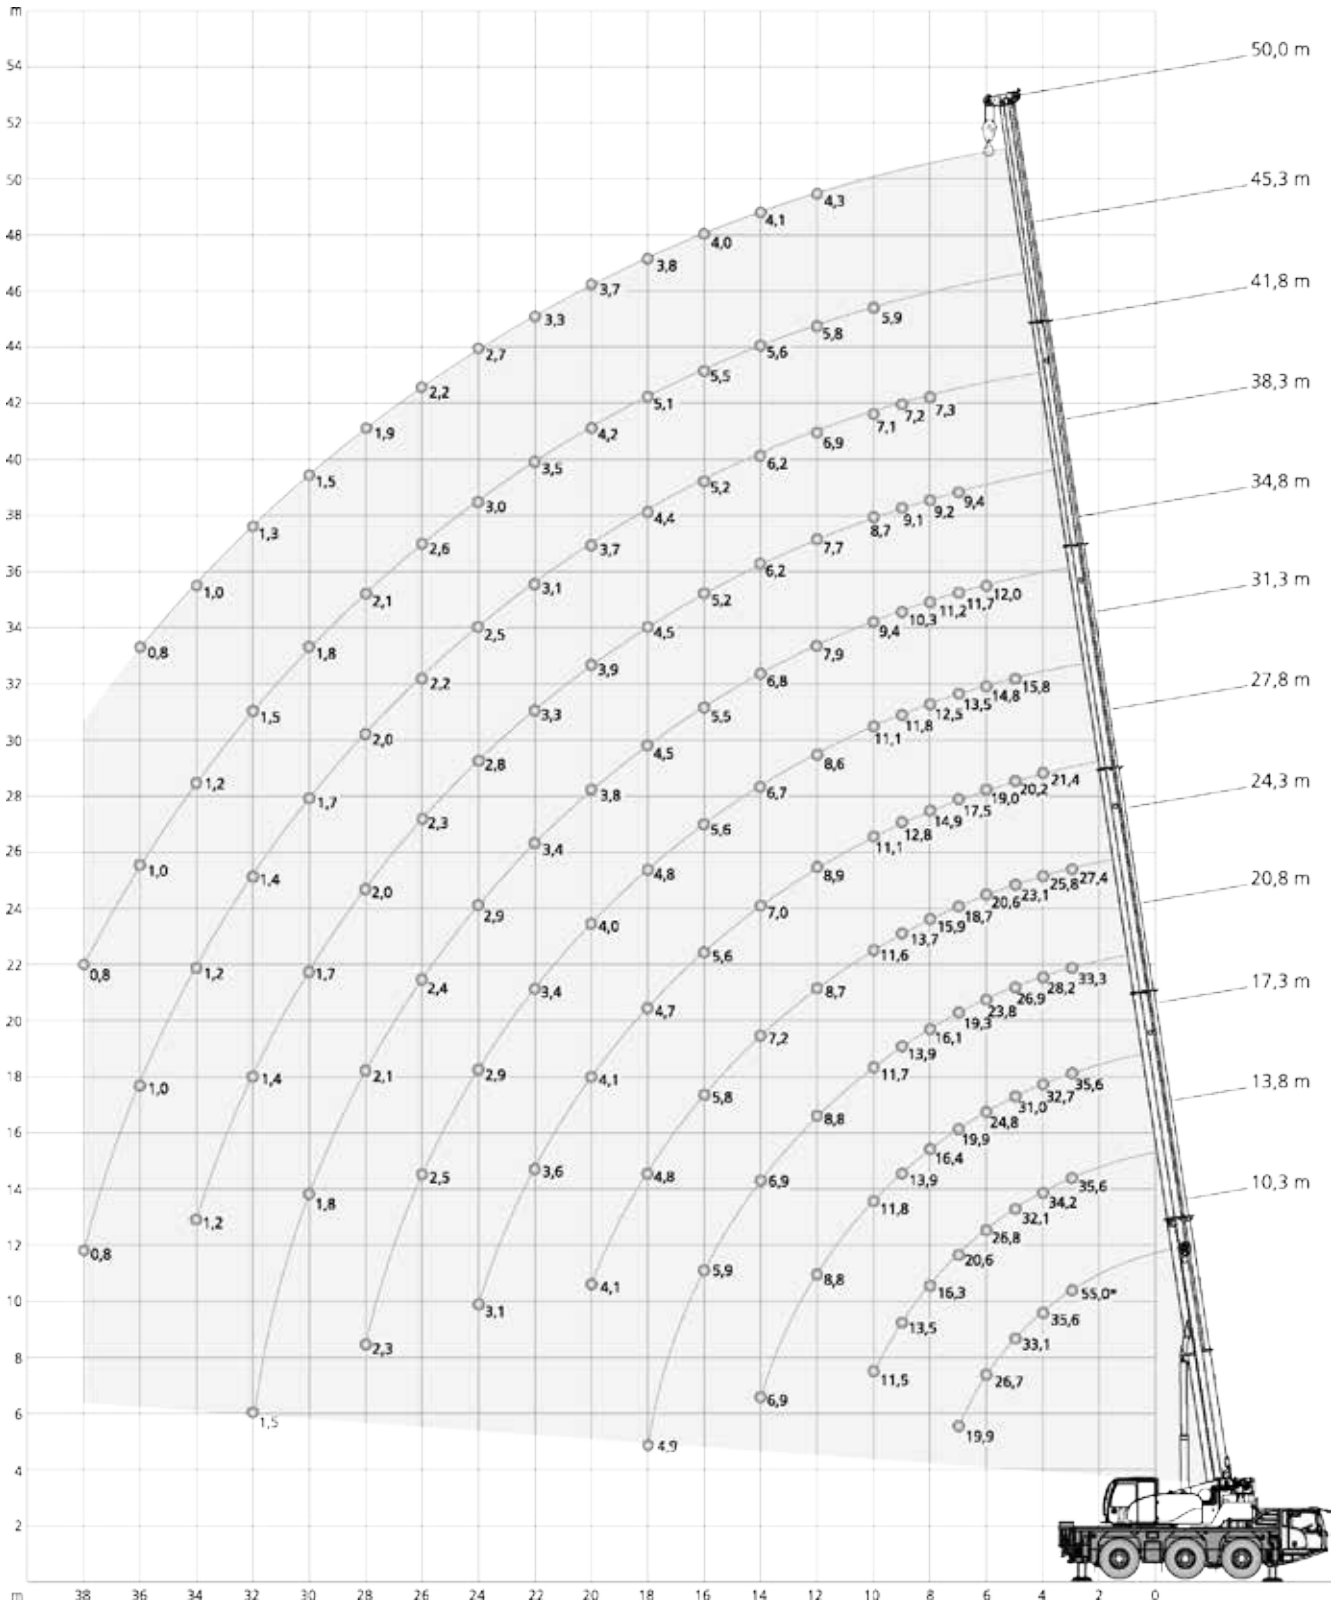 m
54
52
50
48
46
44
42
40
38
36
34
32
30
28
26
24
22
20
18
16
14
12
10
8
6
4
2
m 38 36 34 32 30 28 26 24 22 20 18 16 14 12 10 8 6 4 2 0
50,0 m
45,3 m
41,8 m
38,3 m
34,8 m
31,3 m
27,8 m
24,3 m
20,8 m
17,3 m
13,8 m
10,3 m
0,8 1,0 1,3 1,5 1,9 2,2 2,7 3,3 3,7 3,8 4,0 4,1 4,3
0,8 1,0 1,2 1,5 1,8 2,1 2,6 3,0 3,5 4,2 5,1 5,5 5,6 5,8 5,9
0,8 1,0 1,2 1,4 1,7 2,0 2,2 2,5 3,1 3,7 4,4 5,2 6,2 6,9 7,1 7,2 7,3
1,2 1,4 1,7 2,0 2,3 2,8 3,3 3,9 4,5 5,2 6,2 7,7 8,7 9,1 9,2 9,4
1,5 1,8 2,1 2,4 2,9 3,4 3,8 4,5 5,5 6,8 7,9 9,4 10,3 11,2 11,7 12,0
2,3 2,5 2,9 3,4 4,0 4,8 5,6 6,7 8,6 11,1 11,8 12,5 13,5 14,8 15,8
3,1 3,6 4,1 4,7 5,6 7,0 8,9 11,1 12,8 14,9 17,5 19,0 20,2 21,4
4,1 4,8 5,8 7,2 8,7 11,6 13,7 15,9 18,7 20,6 23,1 25,8 27,4
4,9 5,9 6,9 8,8 11,7 13,9 16,1 19,3 23,8 26,9 28,2 33,3
6,9 8,8 11,8 13,9 16,4 19,9 24,8 31,0 32,7 35,6
11,5 13,5 16,3 20,6 26,8 32,1 34,2 35,6
19,9 26,7 33,1 35,6 55,0*